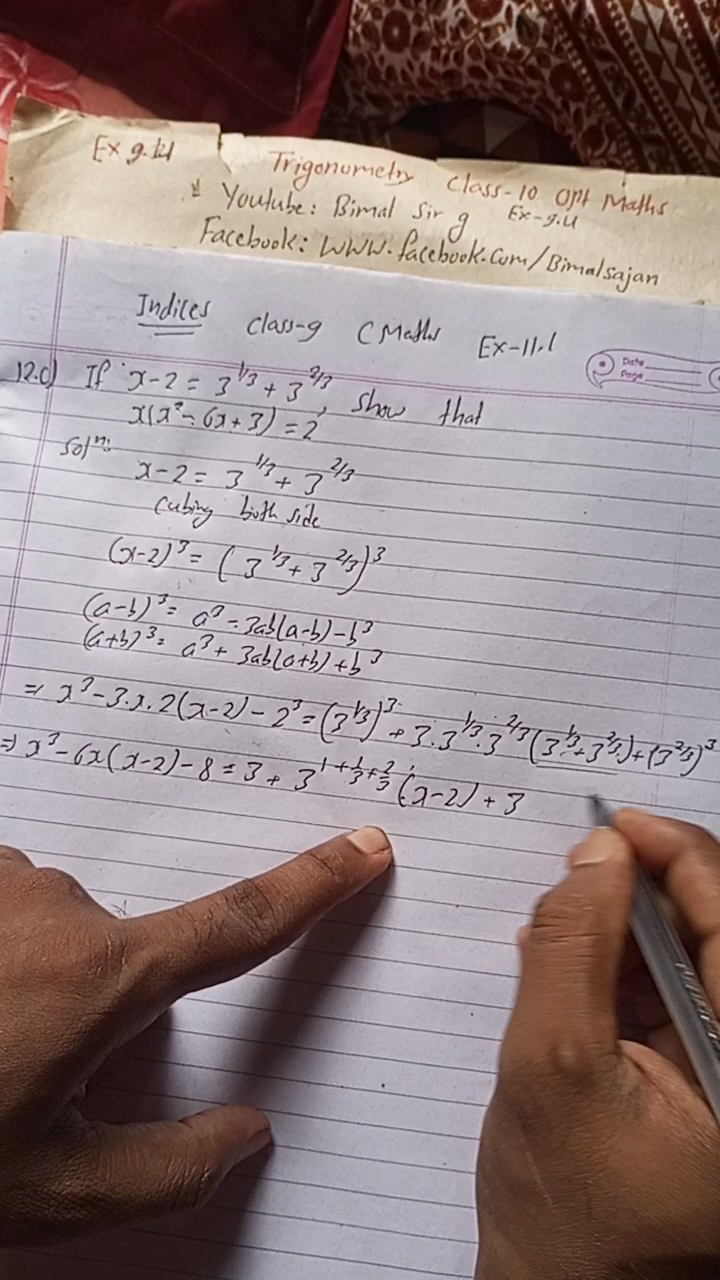 Ex 9.4
Trigonometry Class-10 Opt Maths
Youtube: Bimal Sir g Ex-9.4
Facebook: WWW.facebook.Com/Bimalsajan
Indices Class-9 C Maths Ex-11.1
Date
Page
12.c) If x-2 = 3^1/3 + 3^2/3, show that
x(x²-6x+3) = 2
Solⁿ:
x-2 = 3^1/3 + 3^2/3
Cubing both side
(x-2)³ = (3^1/3 + 3^2/3)³
(a-b)³ = a³ - 3ab(a-b) - b³
(a+b)³ = a³ + 3ab(a+b) + b³
⇒ x³ - 3.x.2(x-2) - 2³ = (3^1/3)³ + 3.3^1/3.3^2/3(3^1/3+3^2/3)+(3^2/3)³
⇒ x³ - 6x(x-2) - 8 = 3 + 3^1+1/3+2/3 (x-2) + 3